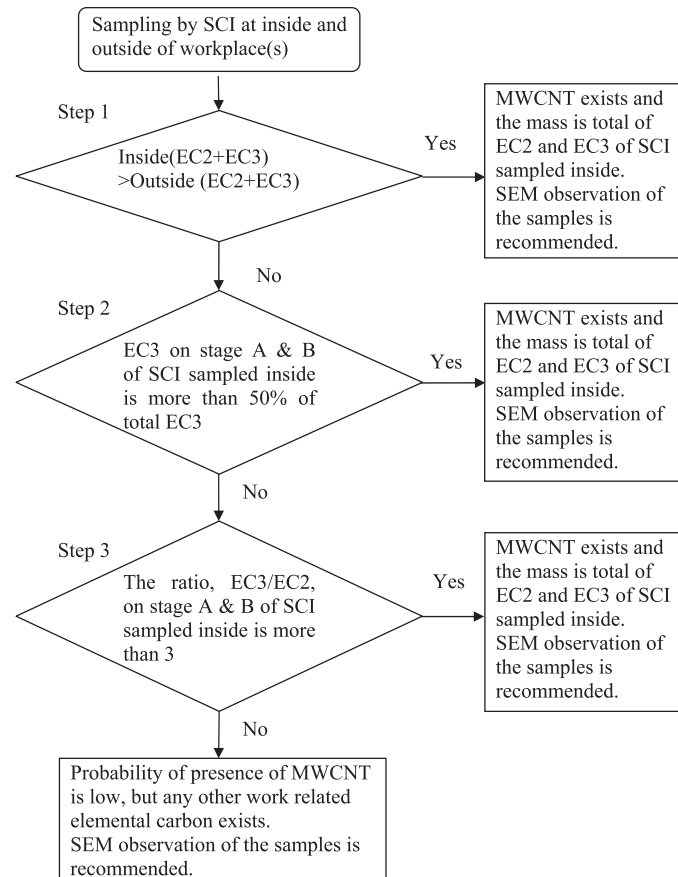 Sampling by SCI at inside and
outside of workplace(s)
Step 1
Inside(EC2+EC3)
>Outside (EC2+EC3)
Yes
MWCNT exists and
the mass is total of
EC2 and EC3 of SCI
sampled inside.
SEM observation of
the samples is
recommended.
No
Step 2
EC3 on stage A & B
of SCI sampled inside
is more than 50% of
total EC3
Yes
MWCNT exists and
the mass is total of
EC2 and EC3 of SCI
sampled inside.
SEM observation of
the samples is
recommended.
No
Step 3
The ratio, EC3/EC2,
on stage A & B of SCI
sampled inside is more
than 3
Yes
MWCNT exists and
the mass is total of
EC2 and EC3 of SCI
sampled inside.
SEM observation of
the samples is
recommended.
No
Probability of presence of MWCNT
is low, but any other work related
elemental carbon exists.
SEM observation of the samples is
recommended.